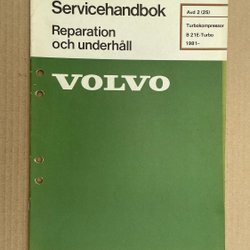 Servicehandbok
Reparation
och underhåll
Avd 2 (25)
Turbokompressor
B 21E-Turbo
1981-
VOLVO